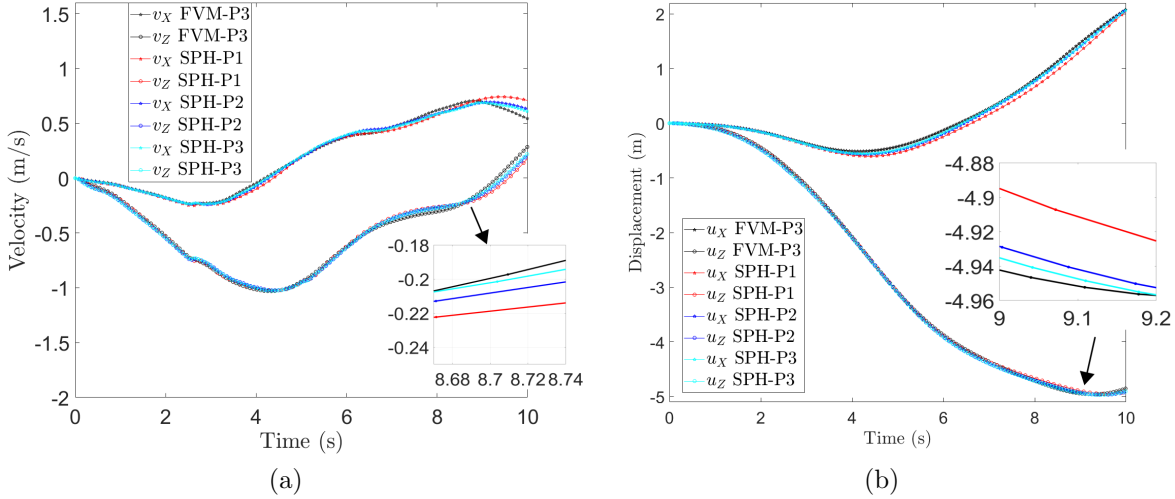 1.5
1
0.5
0
-0.5
-1
-1.5
-2
Velocity (m/s)
v_X FVM-P3
v_Z FVM-P3
v_X SPH-P1
v_Z SPH-P1
v_X SPH-P2
v_Z SPH-P2
v_X SPH-P3
v_Z SPH-P3
-0.18
-0.2
-0.22
-0.24
8.68 8.7 8.72 8.74
0 2 4 6 8 10
Time (s)
(a)
2
1
0
-1
-2
-3
-4
-5
Displacement (m)
u_X FVM-P3
u_Z FVM-P3
u_X SPH-P1
u_Z SPH-P1
u_X SPH-P2
u_Z SPH-P2
u_X SPH-P3
u_Z SPH-P3
-4.88
-4.9
-4.92
-4.94
-4.96
9 9.1 9.2
0 2 4 6 8 10
Time (s)
(b)